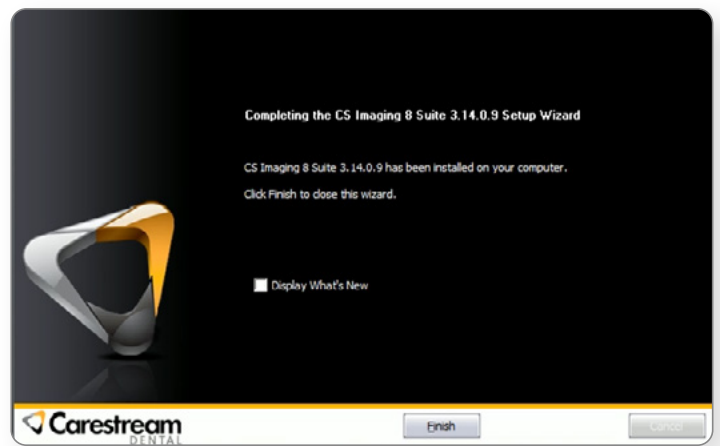 Completing the CS Imaging 8 Suite 3.14.0.9 Setup Wizard
CS Imaging 8 Suite 3.14.0.9 has been installed on your computer.
Click Finish to close this wizard.
Display What's New
Carestream
DENTAL
Finish
Cancel